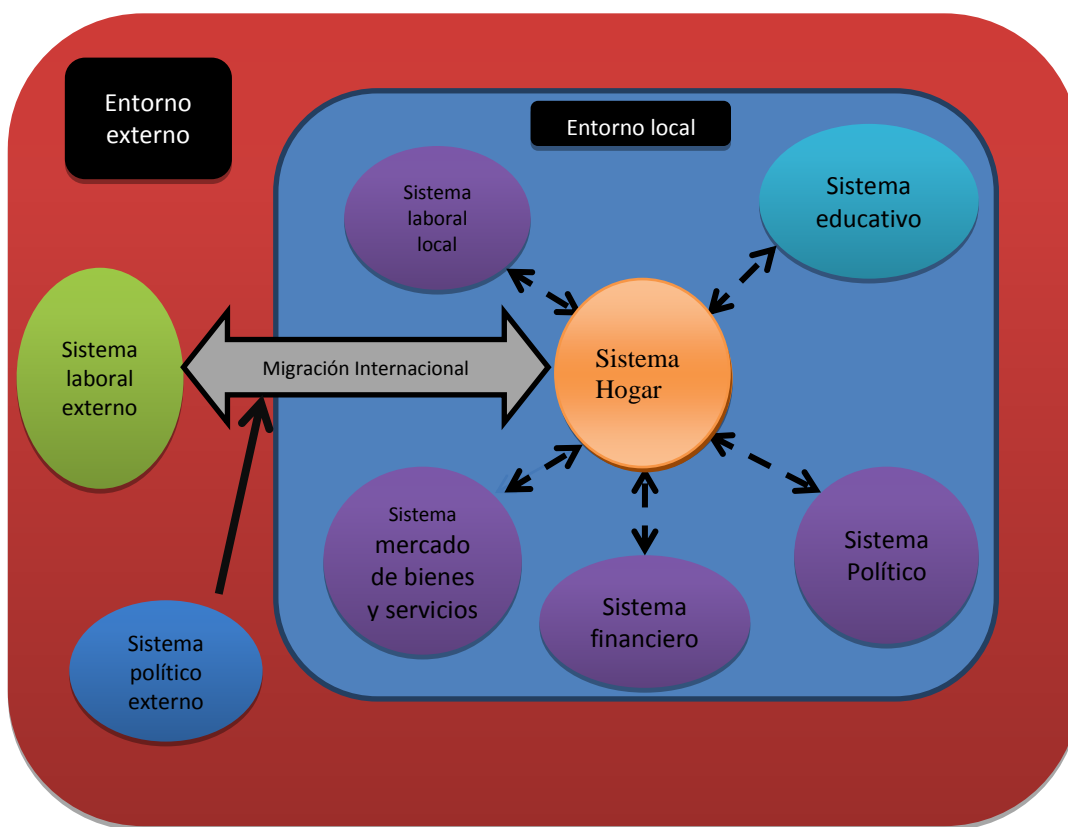 Entorno
externo
Entorno local
Sistema
laboral
local
Sistema
educativo
Sistema
laboral
externo
Migración Internacional
Sistema
Hogar
Sistema
mercado
de bienes
y servicios
Sistema
financiero
Sistema
Político
Sistema
político
externo